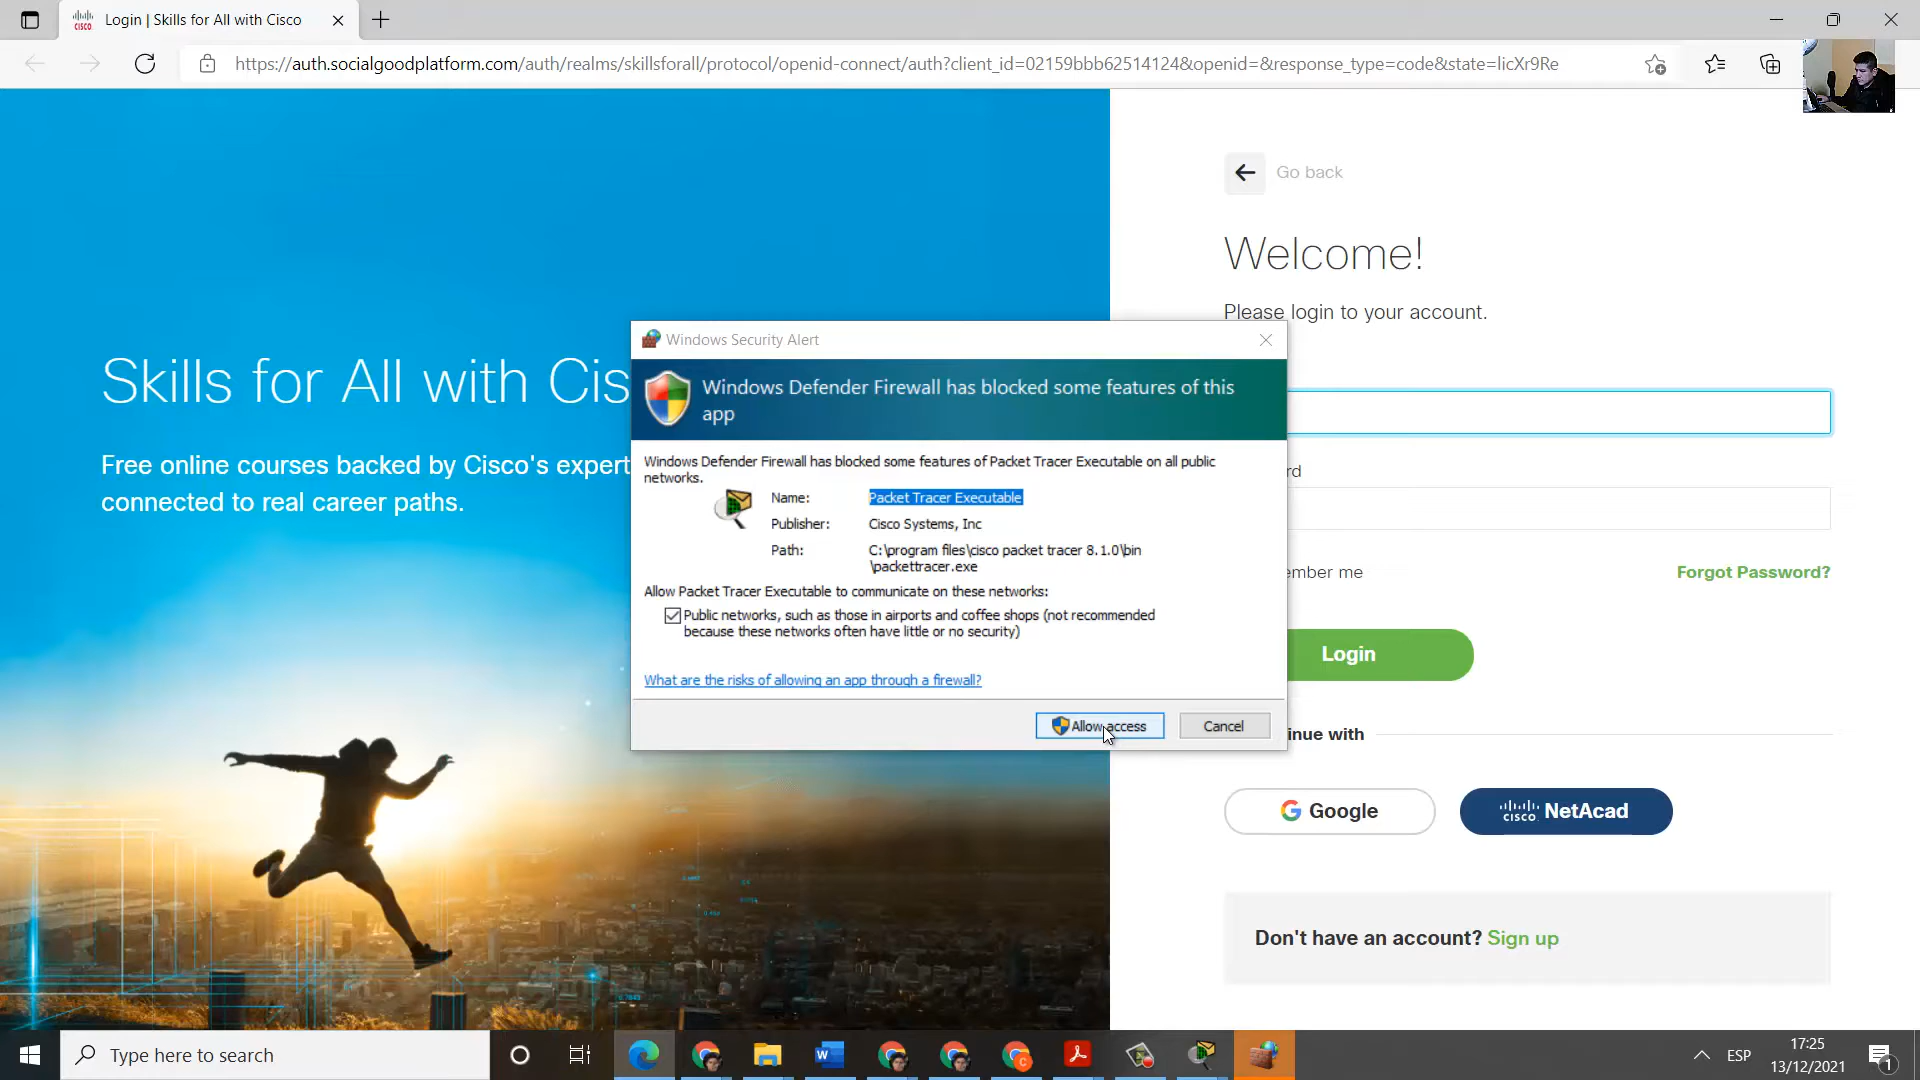 Login | Skills for All with Cisco
https://auth.socialgoodplatform.com/auth/realms/skillsforall/protocol/openid-connect/auth?client_id=02159bbb62514124&openid=&response_type=code&state=licXr9Re
Go back
Welcome!
Please login to your account.
Skills for All with Cis
Free online courses backed by Cisco's expert
connected to real career paths.
Windows Security Alert
Windows Defender Firewall has blocked some features of this
app
Windows Defender Firewall has blocked some features of Packet Tracer Executable on all public
networks.
Name: Packet Tracer Executable
Publisher: Cisco Systems, Inc
Path: C:\program files\cisco packet tracer 8.1.0\bin
\packettracer.exe
Allow Packet Tracer Executable to communicate on these networks:
Public networks, such as those in airports and coffee shops (not recommended
because these networks often have little or no security)
What are the risks of allowing an app through a firewall?
Allow access
Cancel
rd
ember me
Forgot Password?
Login
inue with
Google
CISCO NetAcad
Don't have an account? Sign up
Type here to search
ESP
17:25
13/12/2021
1